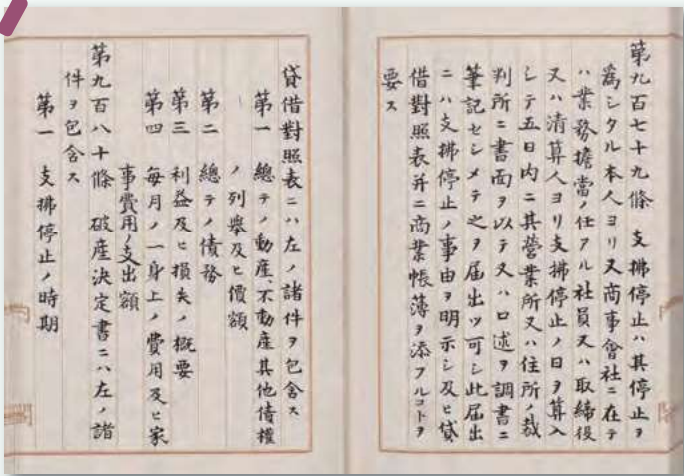 第九百七十九條 支拂停止ハ其停止ヲ
爲シタル本人ヨリ又商事會社ニ在テ
ハ業務擔當ノ任アル社員又ハ取締役
又ハ清算人ヨリ支拂停止ノ日ヲ算入
シテ五日内ニ其營業所又ハ住所ノ裁
判所ニ書面ヲ以テ又ハ口述ヲ調書ニ
筆記セシメテ之ヲ届出ツ可シ此届出
ニハ支拂停止ノ事由ヲ明示シ及ヒ貸
借對照表并ニ商業帳簿ヲ添フルコトヲ
要ス
貸借對照表ニハ左ノ諸件ヲ包含ス
第一 總テノ動産、不動産其他債權
ノ列擧及ヒ價額
第二 總テノ債務
第三 利益及ヒ損失ノ概要
第四 毎月ノ一身上ノ費用及ヒ家
事費用ノ支出額
第九百八十條 破産決定書ニハ左ノ諸
件ヲ包含ス
第一 支拂停止ノ時期